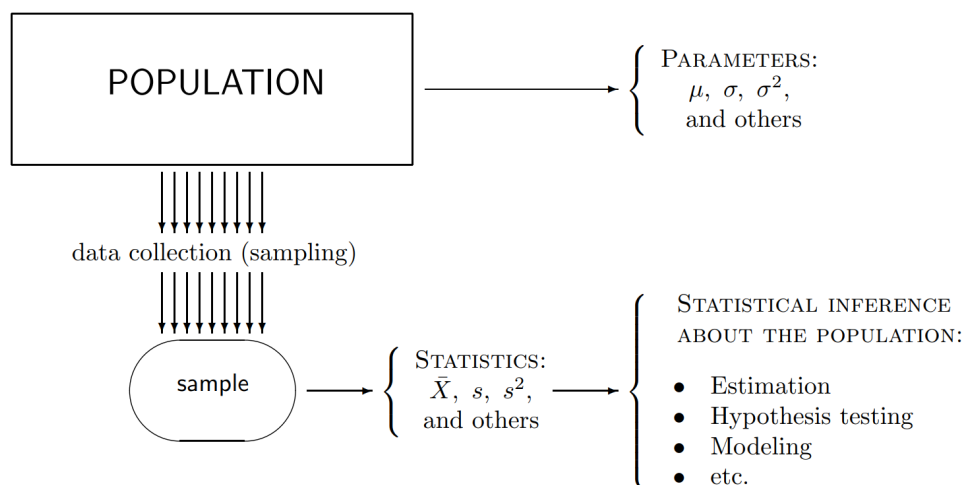 POPULATION
PARAMETERS:
μ, σ, σ²,
and others
data collection (sampling)
sample
STATISTICS:
X̄, s, s²,
and others
STATISTICAL INFERENCE
ABOUT THE POPULATION:
• Estimation
• Hypothesis testing
• Modeling
• etc.